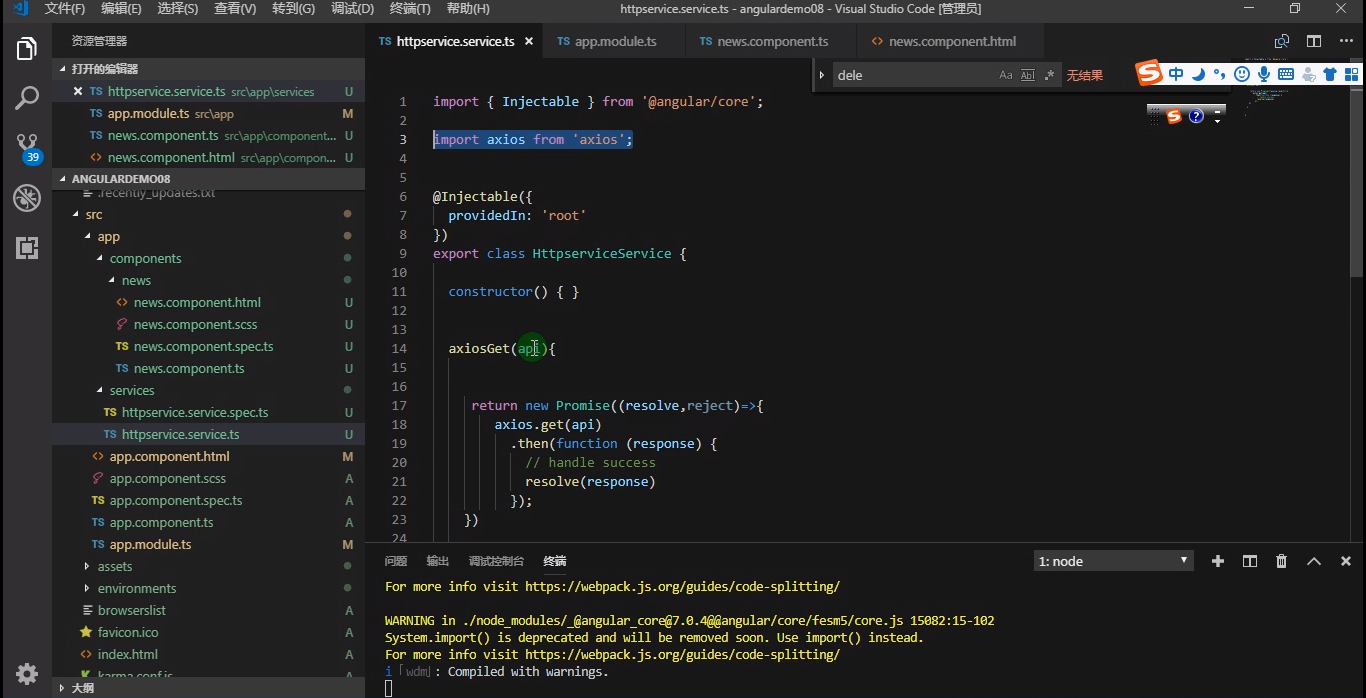 文件(F) 编辑(E) 选择(S) 查看(V) 转到(G) 调试(D) 终端(T) 帮助(H) httpservice.service.ts - angulardemo08 - Visual Studio Code [管理员]
资源管理器
TS httpservice.service.ts × TS app.module.ts TS news.component.ts <> news.component.html
打开的编辑器
× TS httpservice.service.ts src\app\services U
TS app.module.ts src\app M
TS news.component.ts src\app\component... U
<> news.component.html src\app\compon... U
39
ANGULARDEMO08
.recently_updates.txt
src
app
components
news
<> news.component.html U
news.component.scss U
TS news.component.spec.ts U
TS news.component.ts U
services
TS httpservice.service.spec.ts U
TS httpservice.service.ts U
<> app.component.html M
app.component.scss A
TS app.component.spec.ts A
TS app.component.ts A
TS app.module.ts M
assets
environments
browserslist A
favicon.ico A
index.html A
karma.conf.js A
大纲
dele Aa Abl .* 无结果
S 中
S ?
1 import { Injectable } from '@angular/core';
2
3 import axios from 'axios';
4
5
6 @Injectable({
7 providedIn: 'root'
8 })
9 export class HttpserviceService {
10
11 constructor() { }
12
13
14 axiosGet(api){
15
16
17 return new Promise((resolve,reject)=>{
18 axios.get(api)
19 .then(function (response) {
20 // handle success
21 resolve(response)
22 });
23 })
24
问题 输出 调试控制台 终端 1: node
For more info visit https://webpack.js.org/guides/code-splitting/
WARNING in ./node_modules/_@angular_core@7.0.4@@angular/core/fesm5/core.js 15082:15-102
System.import() is deprecated and will be removed soon. Use import() instead.
For more info visit https://webpack.js.org/guides/code-splitting/
i ｢wdm｣: Compiled with warnings.